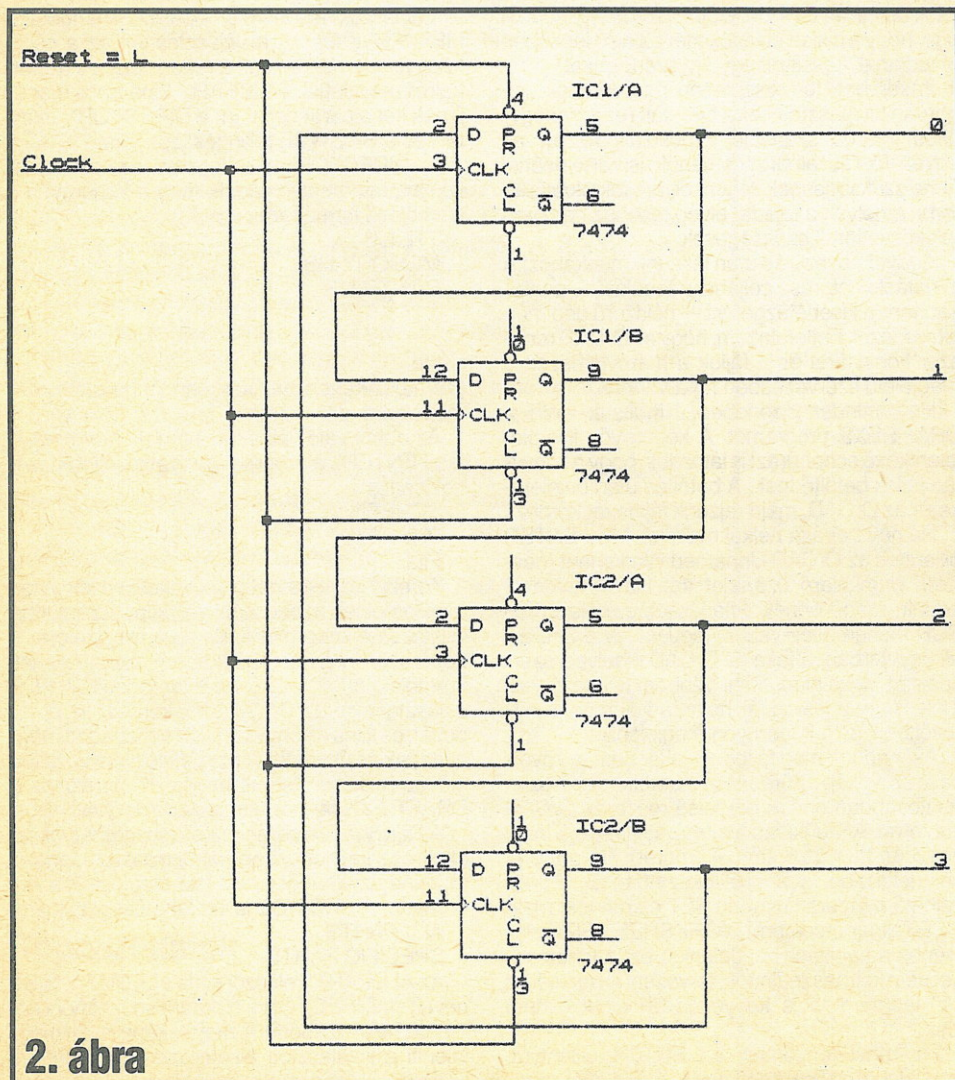 Reset = L
IC1/A
4
2 D PR Q 5 0
Clock 3 CLK
CL Q̅ 6
7474
1
10 IC1/B
12 D PR Q 9 1
11 CLK
CL Q̅ 8
7474
13
IC2/A
4
2 D PR Q 5 2
3 CLK
CL Q̅ 6
7474
1
10 IC2/B
12 D PR Q 9 3
11 CLK
CL Q̅ 8
7474
13
2. ábra